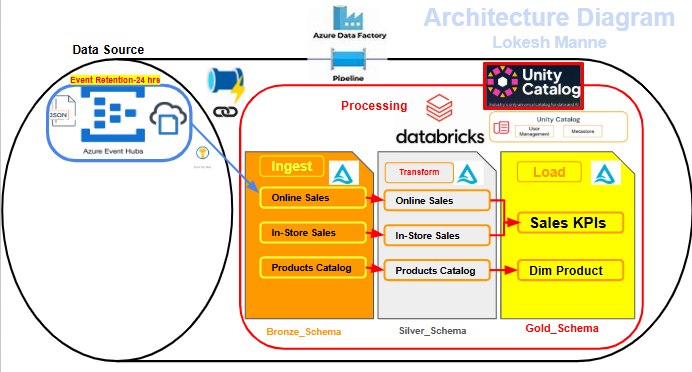 Architecture Diagram
Lokesh Manne
Azure Data Factory
Pipeline
Data Source
Event Retention-24 hrs
JSON
Azure Event Hubs
Processing
databricks
Unity
Catalog
Unity Catalog
User
Management
Metastore
Ingest
Online Sales
In-Store Sales
Products Catalog
Bronze_Schema
Transform
Online Sales
In-Store Sales
Products Catalog
Silver_Schema
Load
Sales KPIs
Dim Product
Gold_Schema